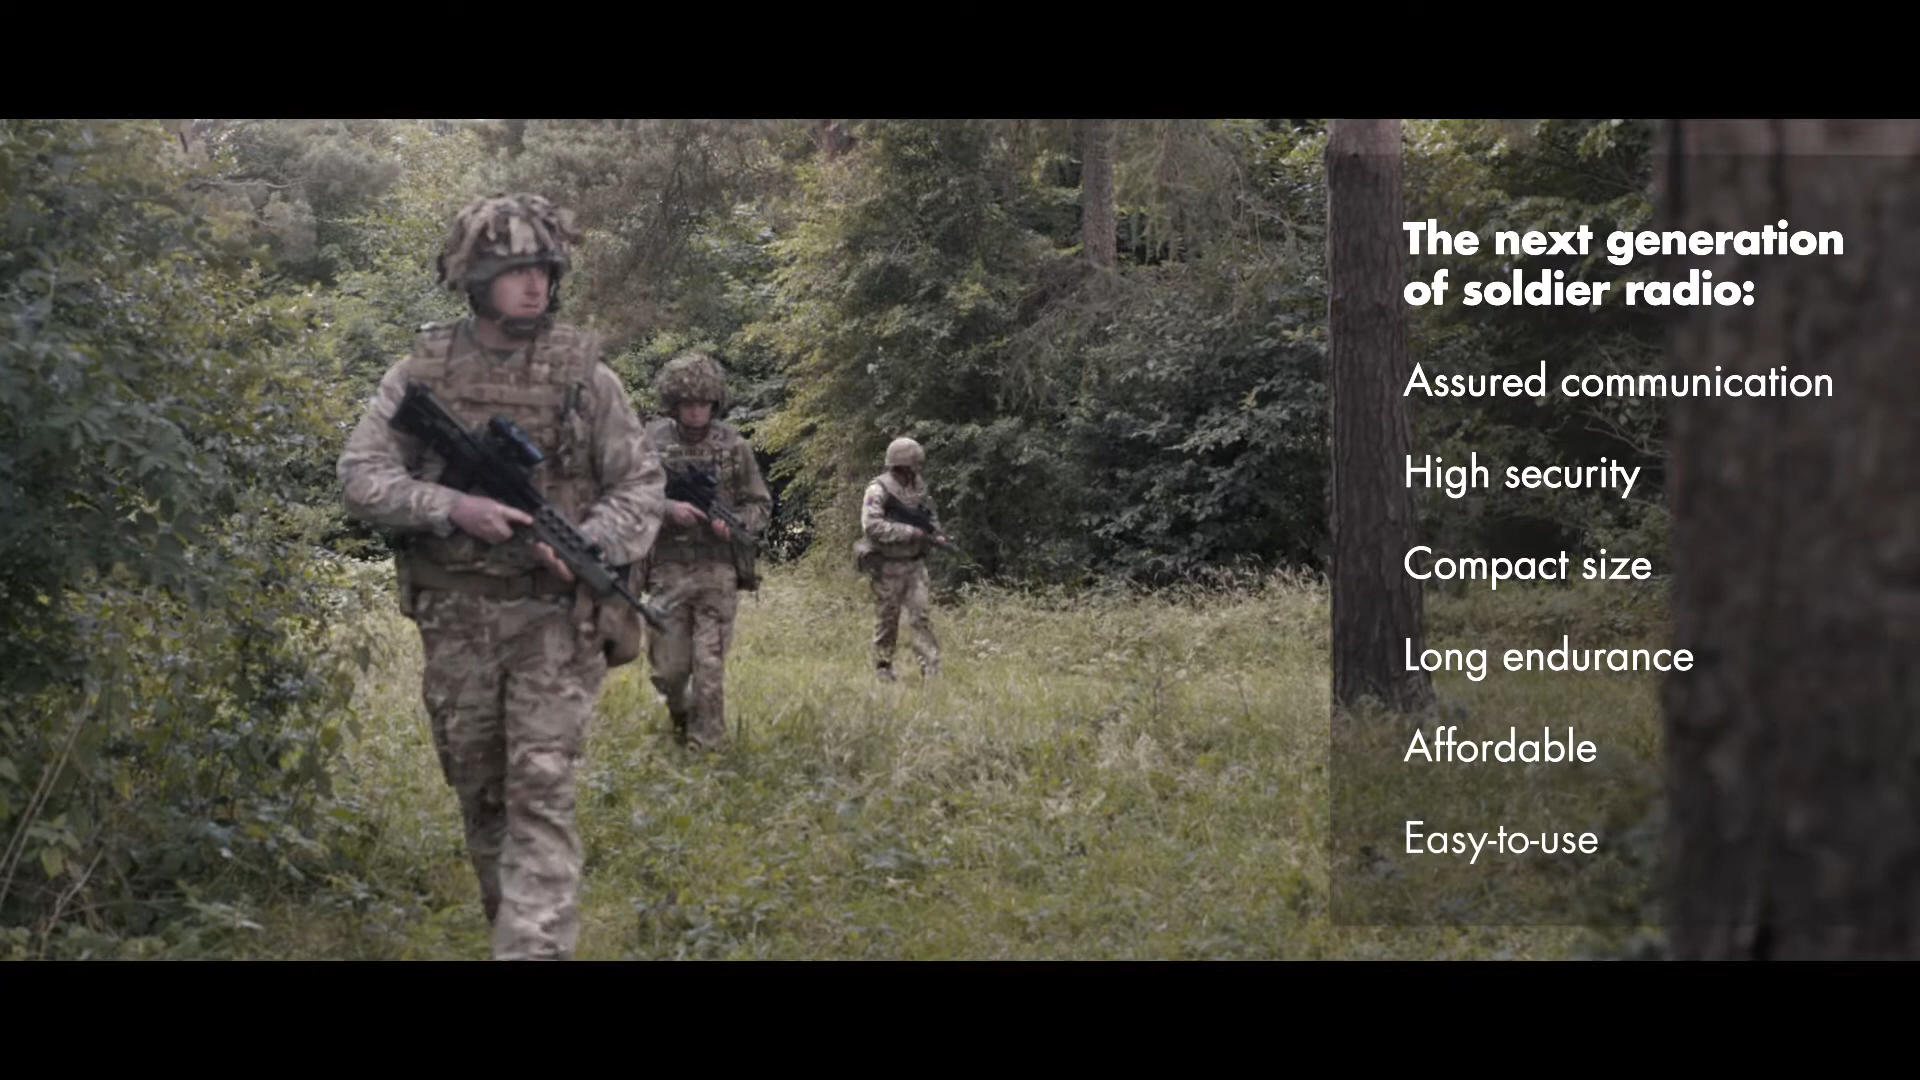 The next generation
of soldier radio:
Assured communication
High security
Compact size
Long endurance
Affordable
Easy-to-use